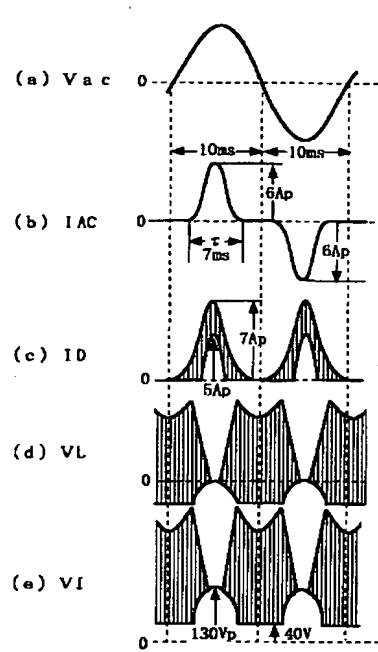 (a) Vac
0
10ms
10ms
6Ap
(b) IAC
0
τ
7ms
6Ap
7Ap
(c) ID
0
5Ap
(d) VL
0
(e) VI
130Vp
40V
0